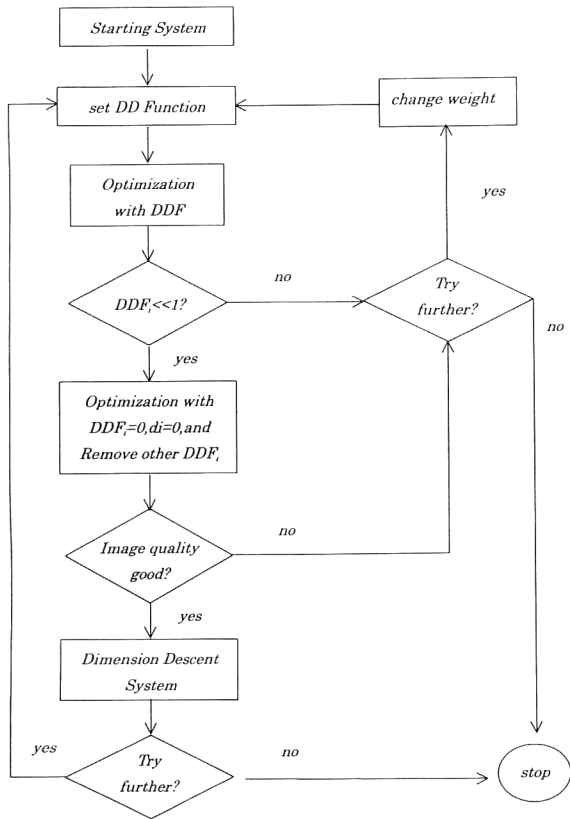 Starting System
set DD Function
change weight
Optimization
with DDF
yes
DDFᵢ<<1?
no
Try
further?
no
yes
Optimization with
DDFᵢ=0,di=0,and
Remove other DDFᵢ
Image quality
good?
no
yes
Dimension Descent
System
yes
Try
further?
no
stop